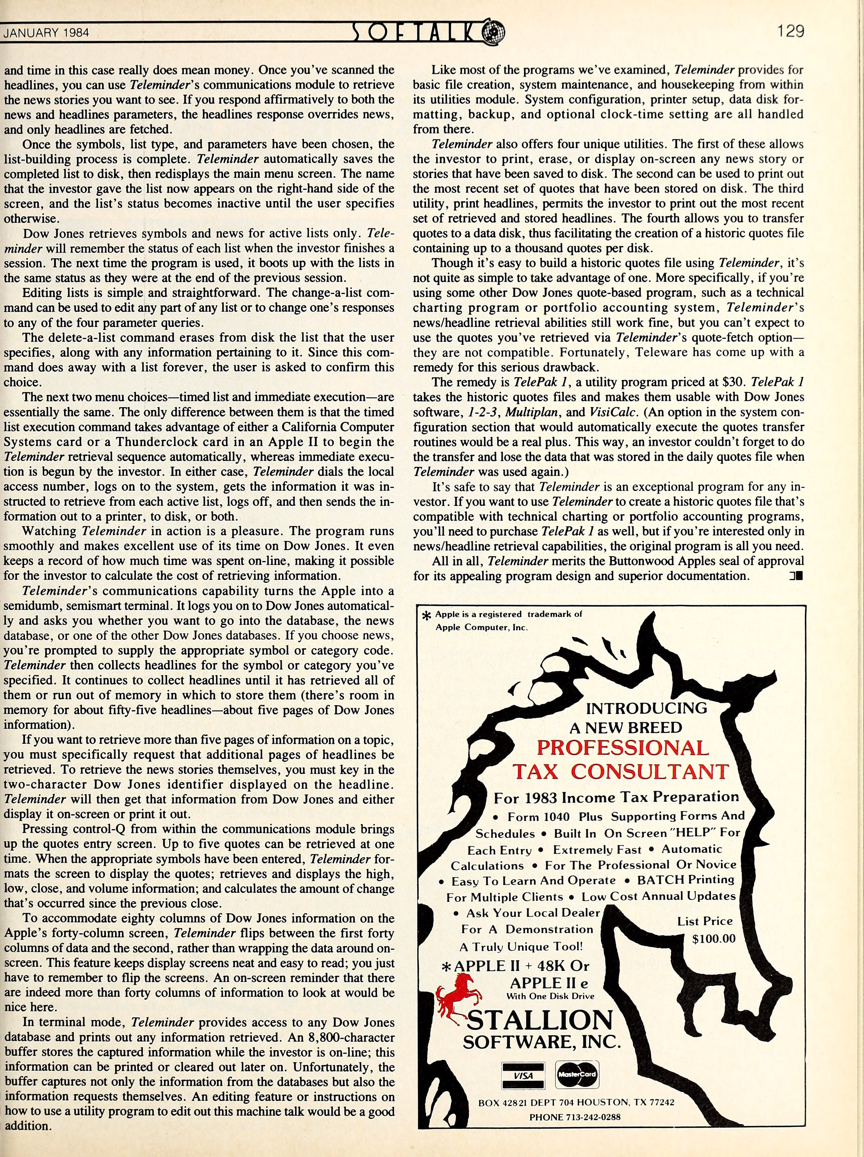 JANUARY 1984
SOFTALK
129
and time in this case really does mean money. Once you've scanned the
headlines, you can use Teleminder's communications module to retrieve
the news stories you want to see. If you respond affirmatively to both the
news and headlines parameters, the headlines response overrides news,
and only headlines are fetched.
Once the symbols, list type, and parameters have been chosen, the
list-building process is complete. Teleminder automatically saves the
completed list to disk, then redisplays the main menu screen. The name
that the investor gave the list now appears on the right-hand side of the
screen, and the list's status becomes inactive until the user specifies
otherwise.
Dow Jones retrieves symbols and news for active lists only. Tele-
minder will remember the status of each list when the investor finishes a
session. The next time the program is used, it boots up with the lists in
the same status as they were at the end of the previous session.
Editing lists is simple and straightforward. The change-a-list com-
mand can be used to edit any part of any list or to change one's responses
to any of the four parameter queries.
The delete-a-list command erases from disk the list that the user
specifies, along with any information pertaining to it. Since this com-
mand does away with a list forever, the user is asked to confirm this
choice.
The next two menu choices—timed list and immediate execution—are
essentially the same. The only difference between them is that the timed
list execution command takes advantage of either a California Computer
Systems card or a Thunderclock card in an Apple II to begin the
Teleminder retrieval sequence automatically, whereas immediate execu-
tion is begun by the investor. In either case, Teleminder dials the local
access number, logs on to the system, gets the information it was in-
structed to retrieve from each active list, logs off, and then sends the in-
formation out to a printer, to disk, or both.
Watching Teleminder in action is a pleasure. The program runs
smoothly and makes excellent use of its time on Dow Jones. It even
keeps a record of how much time was spent on-line, making it possible
for the investor to calculate the cost of retrieving information.
Teleminder's communications capability turns the Apple into a
semidumb, semismart terminal. It logs you on to Dow Jones automatical-
ly and asks you whether you want to go into the database, the news
database, or one of the other Dow Jones databases. If you choose news,
you're prompted to supply the appropriate symbol or category code.
Teleminder then collects headlines for the symbol or category you've
specified. It continues to collect headlines until it has retrieved all of
them or run out of memory in which to store them (there's room in
memory for about fifty-five headlines—about five pages of Dow Jones
information).
If you want to retrieve more than five pages of information on a topic,
you must specifically request that additional pages of headlines be
retrieved. To retrieve the news stories themselves, you must key in the
two-character Dow Jones identifier displayed on the headline.
Teleminder will then get that information from Dow Jones and either
display it on-screen or print it out.
Pressing control-Q from within the communications module brings
up the quotes entry screen. Up to five quotes can be retrieved at one
time. When the appropriate symbols have been entered, Teleminder for-
mats the screen to display the quotes; retrieves and displays the high,
low, close, and volume information; and calculates the amount of change
that's occurred since the previous close.
To accommodate eighty columns of Dow Jones information on the
Apple's forty-column screen, Teleminder flips between the first forty
columns of data and the second, rather than wrapping the data around on-
screen. This feature keeps display screens neat and easy to read; you just
have to remember to flip the screens. An on-screen reminder that there
are indeed more than forty columns of information to look at would be
nice here.
In terminal mode, Teleminder provides access to any Dow Jones
database and prints out any information retrieved. An 8,800-character
buffer stores the captured information while the investor is on-line; this
information can be printed or cleared out later on. Unfortunately, the
buffer captures not only the information from the databases but also the
information requests themselves. An editing feature or instructions on
how to use a utility program to edit out this machine talk would be a good
addition.
Like most of the programs we've examined, Teleminder provides for
basic file creation, system maintenance, and housekeeping from within
its utilities module. System configuration, printer setup, data disk for-
matting, backup, and optional clock-time setting are all handled
from there.
Teleminder also offers four unique utilities. The first of these allows
the investor to print, erase, or display on-screen any news story or
stories that have been saved to disk. The second can be used to print out
the most recent set of quotes that have been stored on disk. The third
utility, print headlines, permits the investor to print out the most recent
set of retrieved and stored headlines. The fourth allows you to transfer
quotes to a data disk, thus facilitating the creation of a historic quotes file
containing up to a thousand quotes per disk.
Though it's easy to build a historic quotes file using Teleminder, it's
not quite as simple to take advantage of one. More specifically, if you're
using some other Dow Jones quote-based program, such as a technical
charting program or portfolio accounting system, Teleminder's
news/headline retrieval abilities still work fine, but you can't expect to
use the quotes you've retrieved via Teleminder's quote-fetch option—
they are not compatible. Fortunately, Teleware has come up with a
remedy for this serious drawback.
The remedy is TelePak 1, a utility program priced at $30. TelePak 1
takes the historic quotes files and makes them usable with Dow Jones
software, 1-2-3, Multiplan, and VisiCalc. (An option in the system con-
figuration section that would automatically execute the quotes transfer
routines would be a real plus. This way, an investor couldn't forget to do
the transfer and lose the data that was stored in the daily quotes file when
Teleminder was used again.)
It's safe to say that Teleminder is an exceptional program for any in-
vestor. If you want to use Teleminder to create a historic quotes file that's
compatible with technical charting or portfolio accounting programs,
you'll need to purchase TelePak 1 as well, but if you're interested only in
news/headline retrieval capabilities, the original program is all you need.
All in all, Teleminder merits the Buttonwood Apples seal of approval
for its appealing program design and superior documentation.
* Apple is a registered trademark of
Apple Computer, Inc.
INTRODUCING
A NEW BREED
PROFESSIONAL
TAX CONSULTANT
For 1983 Income Tax Preparation
• Form 1040 Plus Supporting Forms And
Schedules • Built In On Screen "HELP" For
Each Entry • Extremely Fast • Automatic
Calculations • For The Professional Or Novice
• Easy To Learn And Operate • BATCH Printing
For Multiple Clients • Low Cost Annual Updates
• Ask Your Local Dealer
For A Demonstration
A Truly Unique Tool!
List Price
$100.00
*APPLE II + 48K Or
APPLE II e
With One Disk Drive
STALLION
SOFTWARE, INC.
VISA
MasterCard
BOX 42821 DEPT 704 HOUSTON, TX 77242
PHONE 713-242-0288